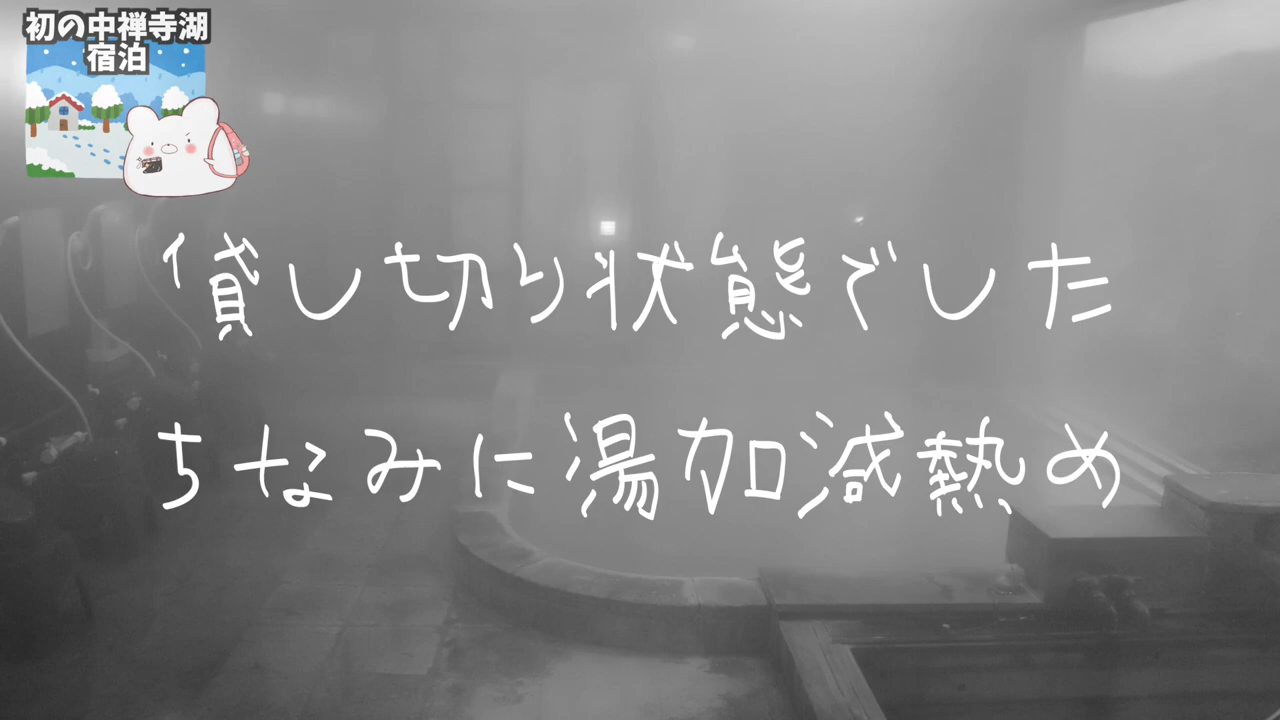 初の中禅寺湖
宿泊
貸し切り状態でした
ちなみに湯加減熱め